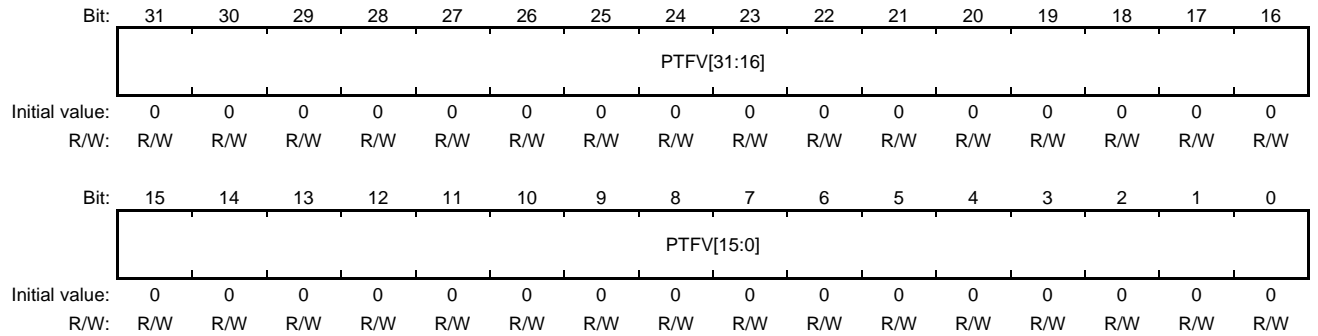 Bit: 31 30 29 28 27 26 25 24 23 22 21 20 19 18 17 16
PTFV[31:16]
Initial value: 0 0 0 0 0 0 0 0 0 0 0 0 0 0 0 0
R/W: R/W R/W R/W R/W R/W R/W R/W R/W R/W R/W R/W R/W R/W R/W R/W R/W
Bit: 15 14 13 12 11 10 9 8 7 6 5 4 3 2 1 0
PTFV[15:0]
Initial value: 0 0 0 0 0 0 0 0 0 0 0 0 0 0 0 0
R/W: R/W R/W R/W R/W R/W R/W R/W R/W R/W R/W R/W R/W R/W R/W R/W R/W